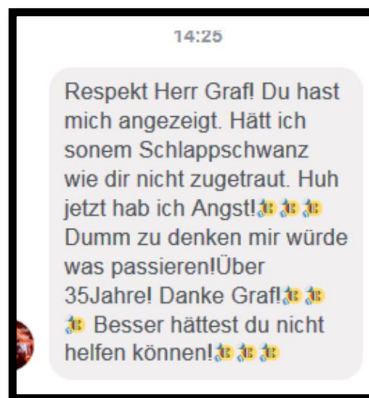 14:25
Respekt Herr Graf! Du hast
mich angezeigt. Hätt ich
sonem Schlappschwanz
wie dir nicht zugetraut. Huh
jetzt hab ich Angst!🤣🤣🤣
Dumm zu denken mir würde
was passieren!Über
35Jahre! Danke Graf!🤣🤣
🤣 Besser hättest du nicht
helfen können!🤣🤣🤣